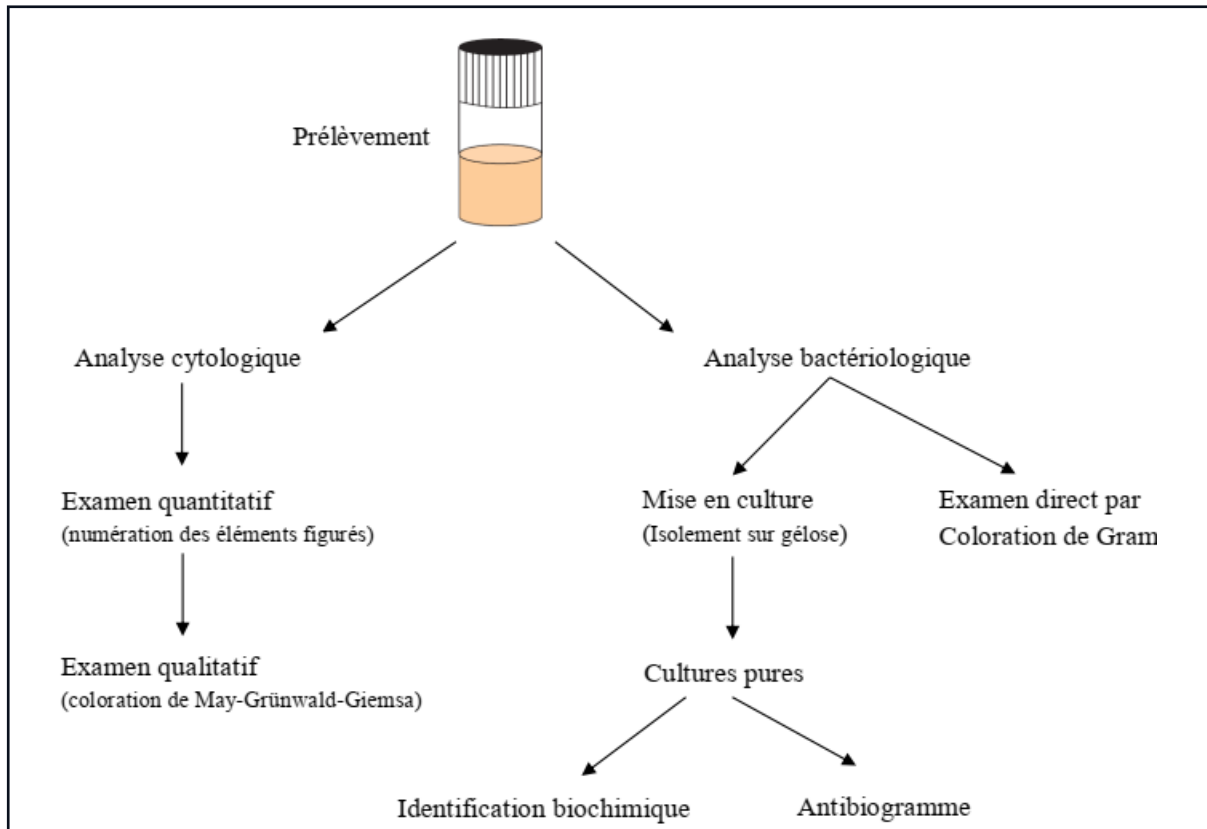 Prélèvement
Analyse cytologique
Analyse bactériologique
Examen quantitatif
(numération des éléments figurés)
Mise en culture
(Isolement sur gélose)
Examen direct par
Coloration de Gram
Examen qualitatif
(coloration de May-Grünwald-Giemsa)
Cultures pures
Identification biochimique
Antibiogramme